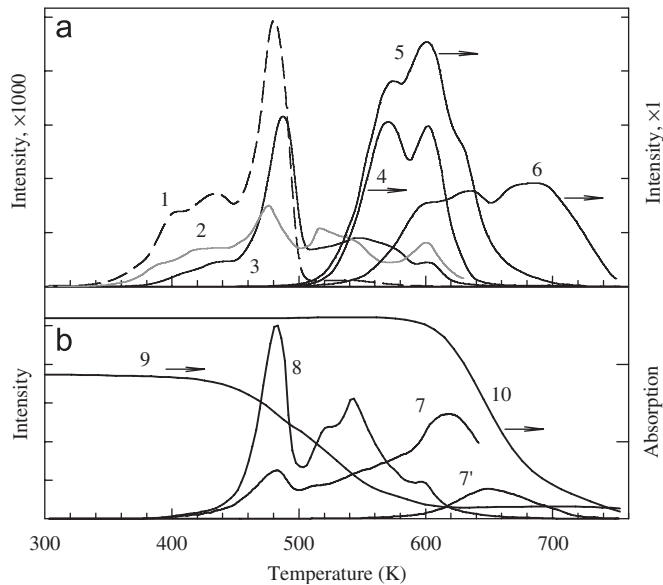 a
Intensity, ×1000
Intensity, ×1
1
2
3
4
5
6
b
Intensity
Absorption
9
8
7
10
7'
300 400 500 600 700
Temperature (K)